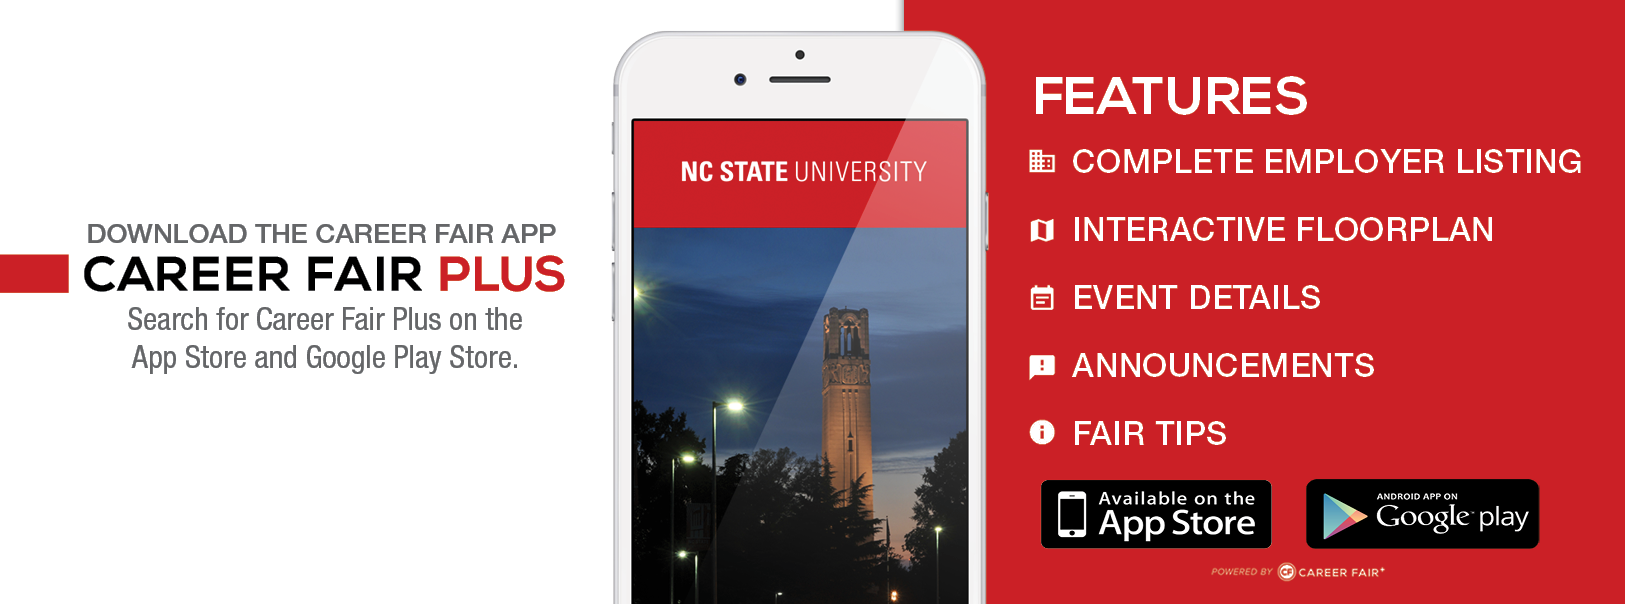 DOWNLOAD THE CAREER FAIR APP
CAREER FAIR PLUS
Search for Career Fair Plus on the
App Store and Google Play Store.
NC STATE UNIVERSITY
FEATURES
COMPLETE EMPLOYER LISTING
INTERACTIVE FLOORPLAN
EVENT DETAILS
ANNOUNCEMENTS
FAIR TIPS
Available on the
App Store
ANDROID APP ON
Google play
POWERED BY CF CAREER FAIR+